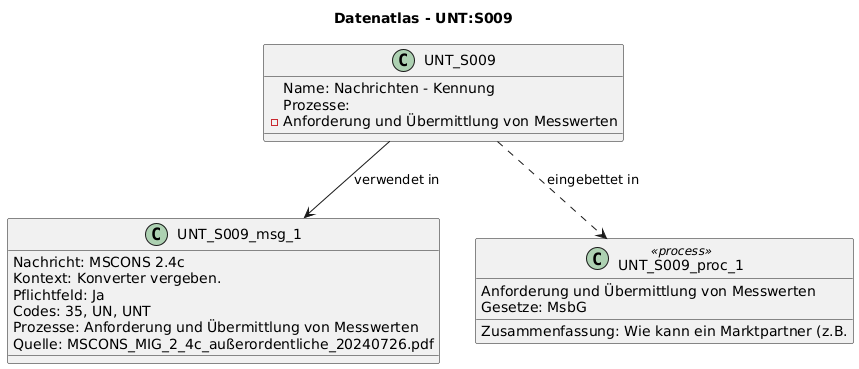 Datenatlas - UNT:S009
C UNT_S009
Name: Nachrichten - Kennung
Prozesse:
Anforderung und Übermittlung von Messwerten
verwendet in
eingebettet in
C UNT_S009_msg_1
Nachricht: MSCONS 2.4c
Kontext: Konverter vergeben.
Pflichtfeld: Ja
Codes: 35, UN, UNT
Prozesse: Anforderung und Übermittlung von Messwerten
Quelle: MSCONS_MIG_2_4c_außerordentliche_20240726.pdf
«process»
C UNT_S009_proc_1
Anforderung und Übermittlung von Messwerten
Gesetze: MsbG
Zusammenfassung: Wie kann ein Marktpartner (z.B.